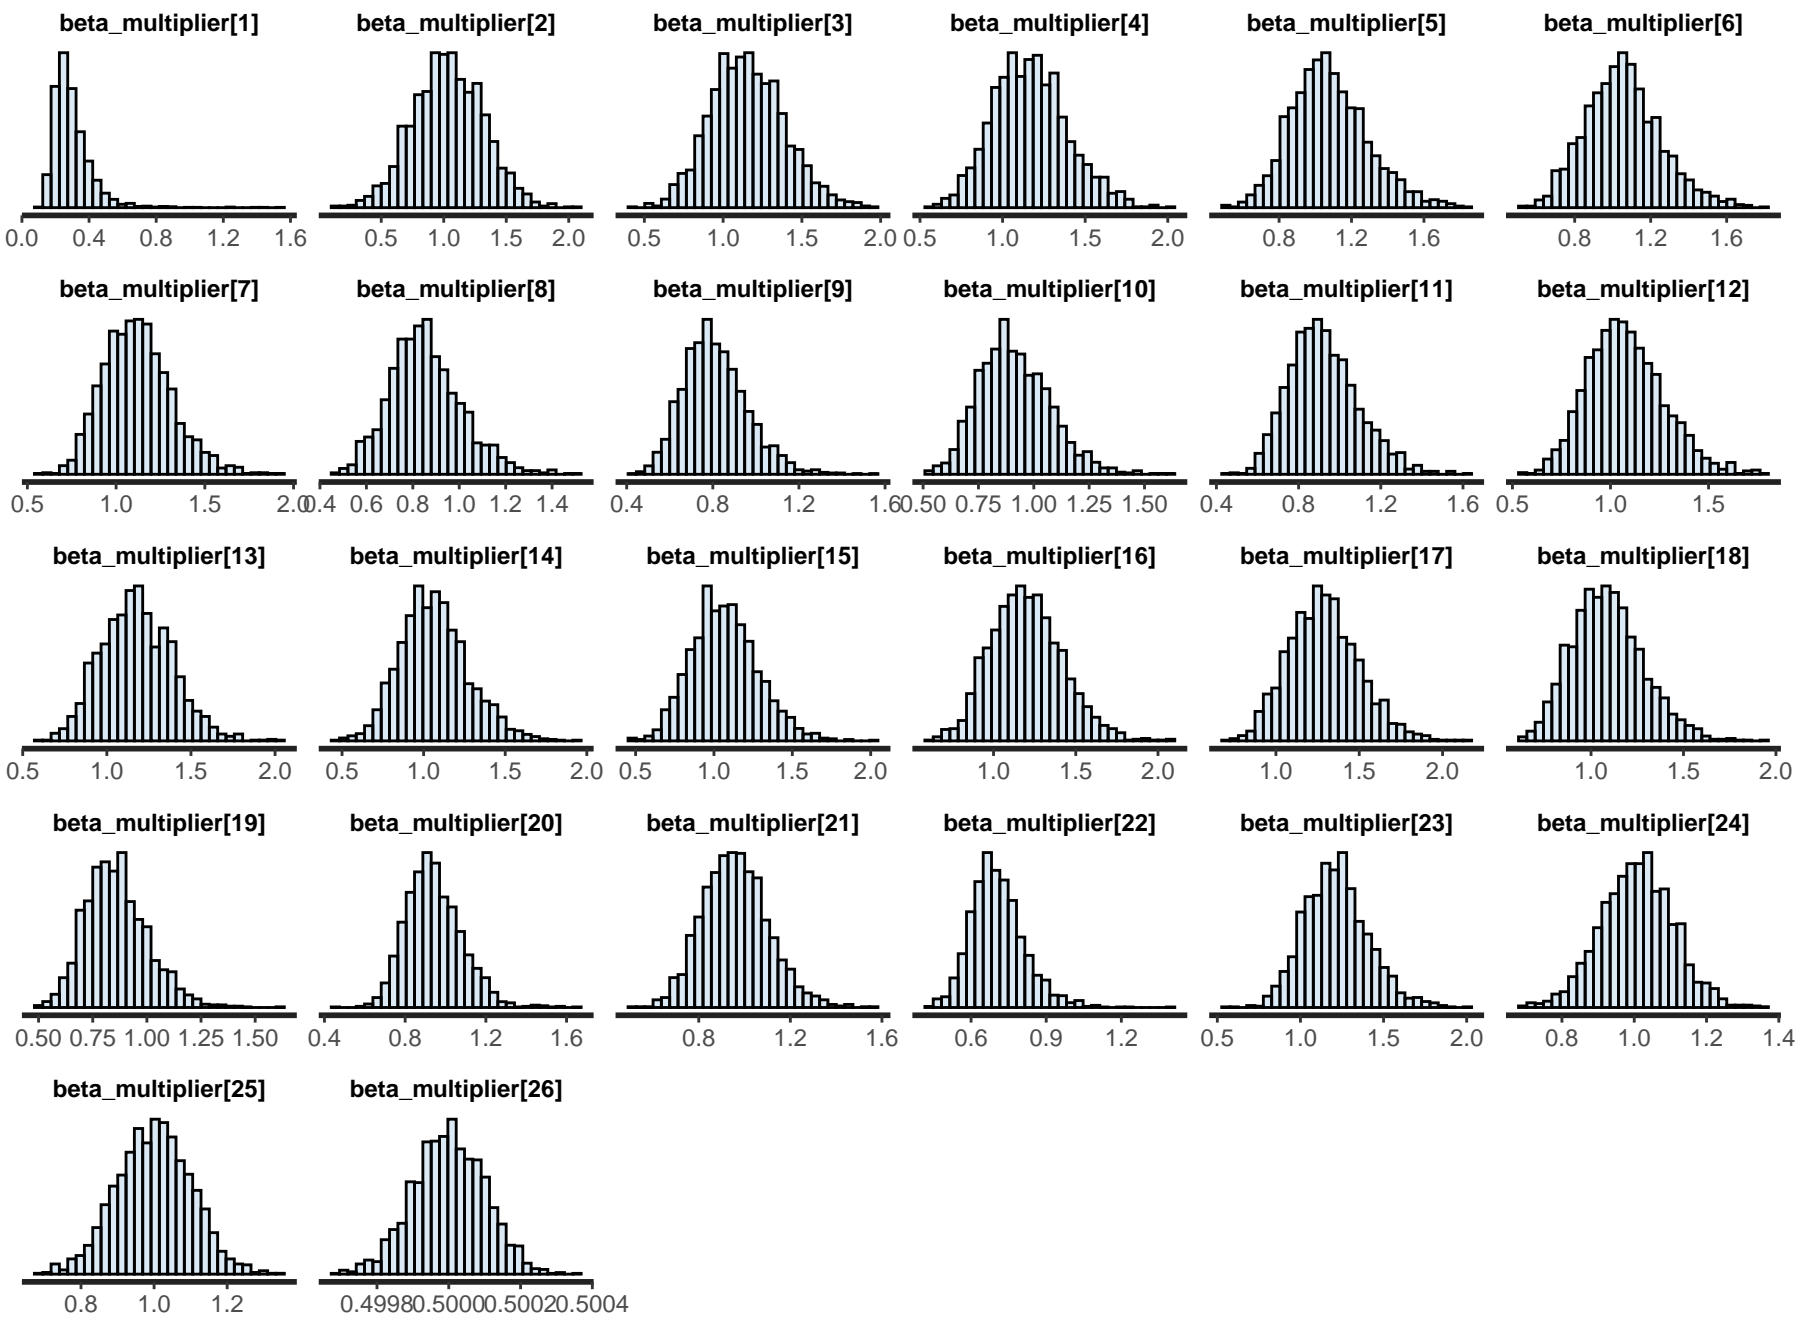 beta_multiplier[1] beta_multiplier[2] beta_multiplier[3] beta_multiplier[4] beta_multiplier[5] beta_multiplier[6]
0.0 0.4 0.8 1.2 1.6 0.5 1.0 1.5 2.0 0.5 1.0 1.5 2.0 0.5 1.0 1.5 2.0 0.8 1.2 1.6 0.8 1.2 1.6
beta_multiplier[7] beta_multiplier[8] beta_multiplier[9] beta_multiplier[10] beta_multiplier[11] beta_multiplier[12]
0.5 1.0 1.5 2.0 0.4 0.6 0.8 1.0 1.2 1.4 0.4 0.8 1.2 1.6 0.50 0.75 1.00 1.25 1.50 0.4 0.8 1.2 1.6 0.5 1.0 1.5
beta_multiplier[13] beta_multiplier[14] beta_multiplier[15] beta_multiplier[16] beta_multiplier[17] beta_multiplier[18]
0.5 1.0 1.5 2.0 0.5 1.0 1.5 2.0 0.5 1.0 1.5 2.0 1.0 1.5 2.0 1.0 1.5 2.0 1.0 1.5 2.0
beta_multiplier[19] beta_multiplier[20] beta_multiplier[21] beta_multiplier[22] beta_multiplier[23] beta_multiplier[24]
0.50 0.75 1.00 1.25 1.50 0.4 0.8 1.2 1.6 0.8 1.2 1.6 0.6 0.9 1.2 0.5 1.0 1.5 2.0 0.8 1.0 1.2 1.4
beta_multiplier[25] beta_multiplier[26]
0.8 1.0 1.2 0.4998 0.5000 0.5002 0.5004